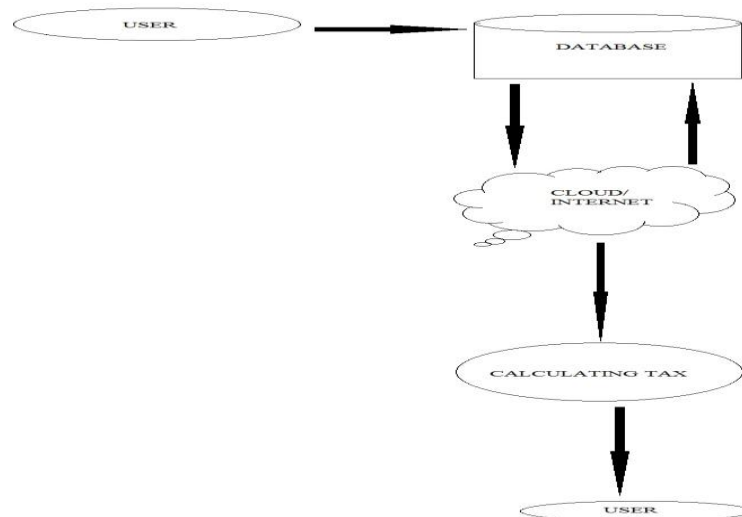 USER
DATABASE
CLOUD/
INTERNET
CALCULATING TAX
USER